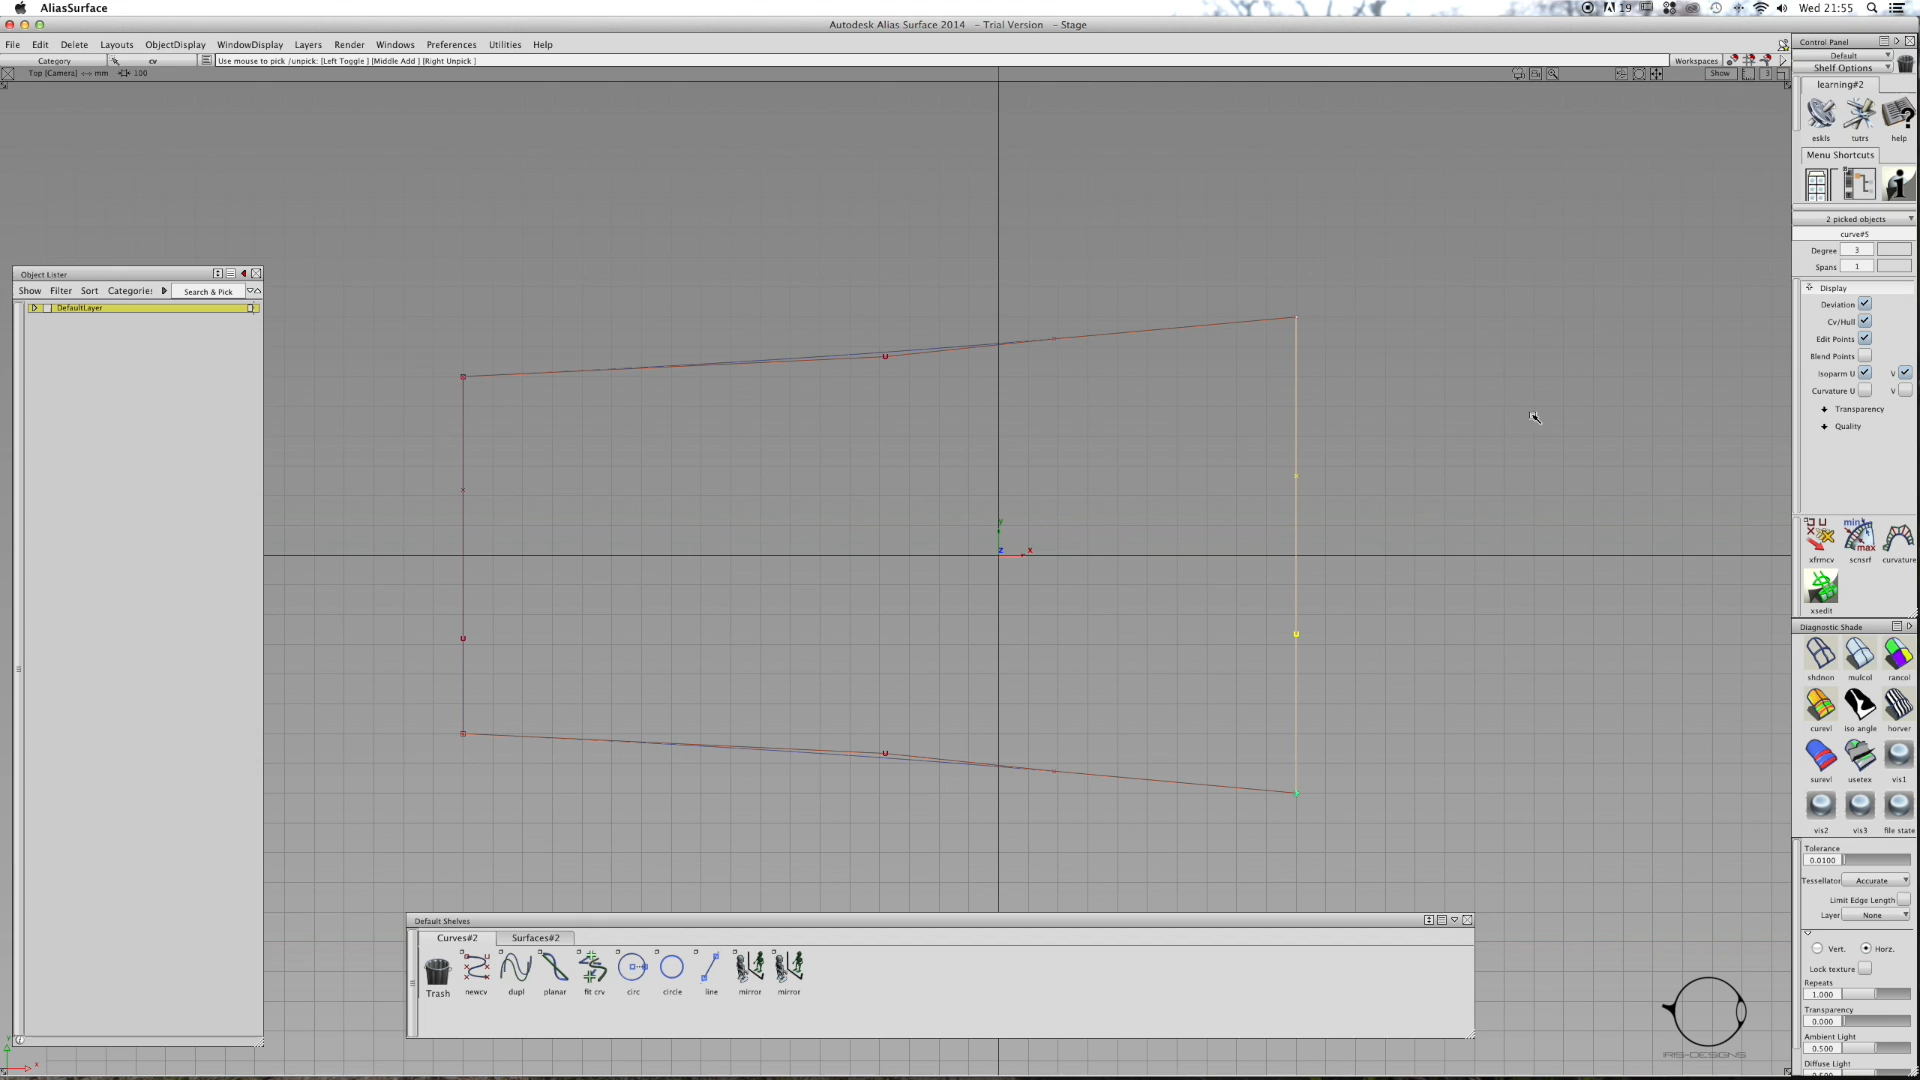 AliasSurface
19
Wed 21:55
Autodesk Alias Surface 2014 - Trial Version - Stage
File Edit Delete Layouts ObjectDisplay WindowDisplay Layers Render Windows Preferences Utilities Help
Category cv Use mouse to pick /unpick: [Left Toggle ] [Middle Add ] [Right Unpick ] Workspaces
Top [Camera] mm 100 Show 3
Control Panel
Default
Shelf Options
learning#2
eskls tutrs help
Menu Shortcuts
2 picked objects
curve#5
Degree 3
Spans 1
Display
Deviation
Cv/Hull
Edit Points
Blend Points
Isoparm U V
Curvature U V
Transparency
Quality
min
max
xfrmcv scnsrf curvature
xsedit
Diagnostic Shade
shdnon mulcol rancol
curevl iso angle horver
surevl usetex vis1
vis2 vis3 file state
Tolerance
0.0100
Tessellator Accurate
Limit Edge Length
Layer None
Vert. Horz.
Lock texture
Repeats
1.000
Transparency
0.000
Ambient Light
0.500
Diffuse Light
Object Lister
Show Filter Sort Categories Search & Pick
DefaultLayer
U
U
U
U
y
z x
Default Shelves
Curves#2 Surfaces#2
Trash newcv dupl planar fit crv circ circle line mirror mirror
IRIS-DESIGNS
y
x